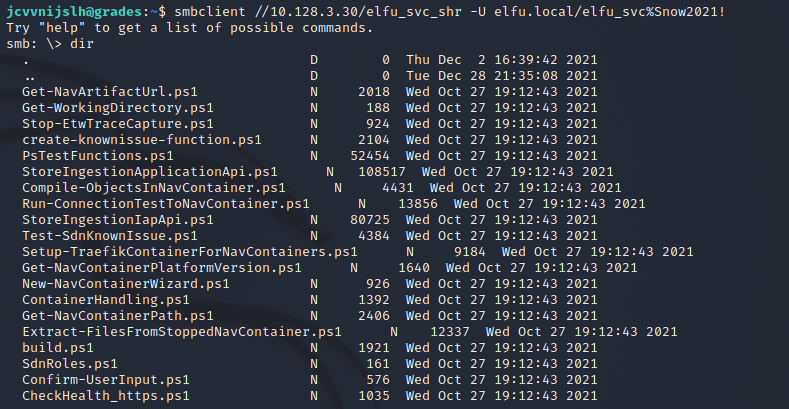 jcvvnijslh@grades:~$ smbclient //10.128.3.30/elfu_svc_shr -U elfu.local/elfu_svc%Snow2021!
Try "help" to get a list of possible commands.
smb: \> dir
. D 0 Thu Dec 2 16:39:42 2021
.. D 0 Tue Dec 28 21:35:08 2021
Get-NavArtifactUrl.ps1 N 2018 Wed Oct 27 19:12:43 2021
Get-WorkingDirectory.ps1 N 188 Wed Oct 27 19:12:43 2021
Stop-EtwTraceCapture.ps1 N 924 Wed Oct 27 19:12:43 2021
create-knownissue-function.ps1 N 2104 Wed Oct 27 19:12:43 2021
PsTestFunctions.ps1 N 52454 Wed Oct 27 19:12:43 2021
StoreIngestionApplicationApi.ps1 N 108517 Wed Oct 27 19:12:43 2021
Compile-ObjectsInNavContainer.ps1 N 4431 Wed Oct 27 19:12:43 2021
Run-ConnectionTestToNavContainer.ps1 N 13856 Wed Oct 27 19:12:43 2021
StoreIngestionIapApi.ps1 N 80725 Wed Oct 27 19:12:43 2021
Test-SdnKnownIssue.ps1 N 4384 Wed Oct 27 19:12:43 2021
Setup-TraefikContainerForNavContainers.ps1 N 9184 Wed Oct 27 19:12:43 2021
Get-NavContainerPlatformVersion.ps1 N 1640 Wed Oct 27 19:12:43 2021
New-NavContainerWizard.ps1 N 926 Wed Oct 27 19:12:43 2021
ContainerHandling.ps1 N 1392 Wed Oct 27 19:12:43 2021
Get-NavContainerPath.ps1 N 2406 Wed Oct 27 19:12:43 2021
Extract-FilesFromStoppedNavContainer.ps1 N 12337 Wed Oct 27 19:12:43 2021
build.ps1 N 1921 Wed Oct 27 19:12:43 2021
SdnRoles.ps1 N 161 Wed Oct 27 19:12:43 2021
Confirm-UserInput.ps1 N 576 Wed Oct 27 19:12:43 2021
CheckHealth_https.ps1 N 1035 Wed Oct 27 19:12:43 2021